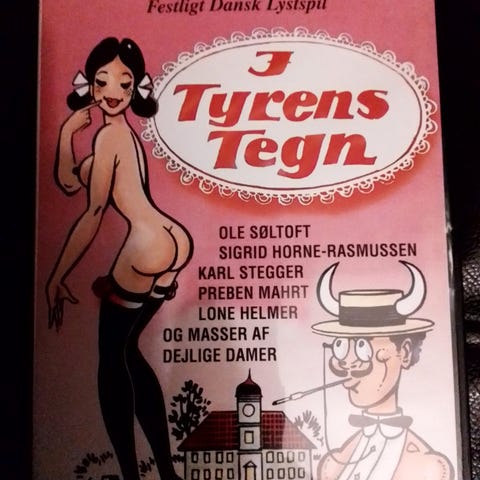 Festligt Dansk Lystspil
I
Tyrens
Tegn
OLE SØLTOFT
SIGRID HORNE-RASMUSSEN
KARL STEGGER
PREBEN MAHRT
LONE HELMER
OG MASSER AF
DEJLIGE DAMER